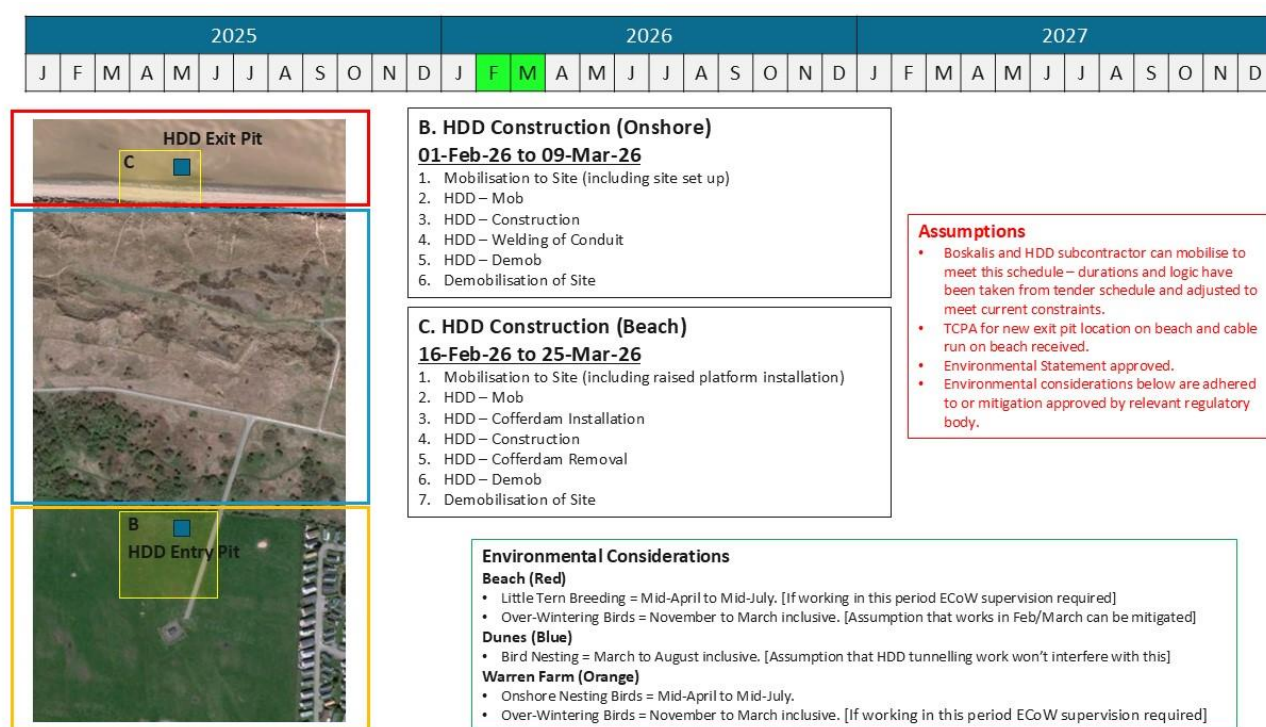 2025 2026 2027
J F M A M J J A S O N D J F M A M J J A S O N D J F M A M J J A S O N D
HDD Exit Pit
C
B
HDD Entry Pit
B. HDD Construction (Onshore)
01-Feb-26 to 09-Mar-26
1. Mobilisation to Site (including site set up)
2. HDD – Mob
3. HDD – Construction
4. HDD – Welding of Conduit
5. HDD – Demob
6. Demobilisation of Site
C. HDD Construction (Beach)
16-Feb-26 to 25-Mar-26
1. Mobilisation to Site (including raised platform installation)
2. HDD – Mob
3. HDD – Cofferdam Installation
4. HDD – Construction
5. HDD – Cofferdam Removal
6. HDD – Demob
7. Demobilisation of Site
Assumptions
• Boskalis and HDD subcontractor can mobilise to
meet this schedule – durations and logic have
been taken from tender schedule and adjusted to
meet current constraints.
• TCPA for new exit pit location on beach and cable
run on beach received.
• Environmental Statement approved.
• Environmental considerations below are adhered
to or mitigation approved by relevant regulatory
body.
Environmental Considerations
Beach (Red)
• Little Tern Breeding = Mid-April to Mid-July. [If working in this period ECoW supervision required]
• Over-Wintering Birds = November to March inclusive. [Assumption that works in Feb/March can be mitigated]
Dunes (Blue)
• Bird Nesting = March to August inclusive. [Assumption that HDD tunnelling work won't interfere with this]
Warren Farm (Orange)
• Onshore Nesting Birds = Mid-April to Mid-July.
• Over-Wintering Birds = November to March inclusive. [If working in this period ECoW supervision required]